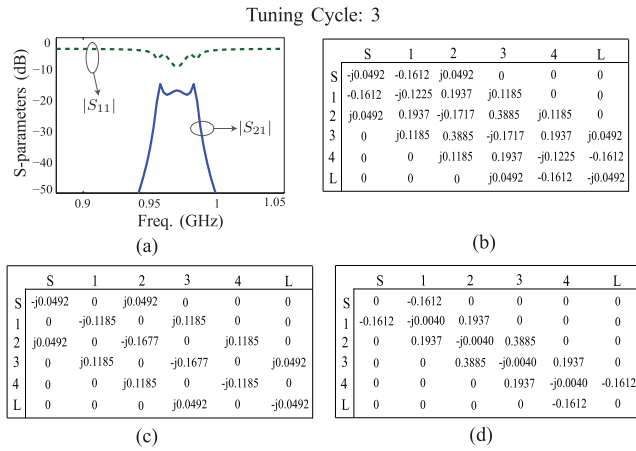 Tuning Cycle: 3
S-parameters (dB)
0
−10
−20
−30
−40
−50
|S11|
|S21|
0.9 0.95 1 1.05
Freq. (GHz)
(a)
S 1 2 3 4 L
S -j0.0492 -0.1612 j0.0492 0 0 0
1 -0.1612 -j0.1225 0.1937 j0.1185 0 0
2 j0.0492 0.1937 -j0.1717 0.3885 j0.1185 0
3 0 j0.1185 0.3885 -j0.1717 0.1937 j0.0492
4 0 0 j0.1185 0.1937 -j0.1225 -0.1612
L 0 0 0 j0.0492 -0.1612 -j0.0492
(b)
S 1 2 3 4 L
S -j0.0492 0 j0.0492 0 0 0
1 0 -j0.1185 0 j0.1185 0 0
2 j0.0492 0 -j0.1677 0 j0.1185 0
3 0 j0.1185 0 -j0.1677 0 j0.0492
4 0 0 j0.1185 0 -j0.1185 0
L 0 0 0 j0.0492 0 -j0.0492
(c)
S 1 2 3 4 L
S 0 -0.1612 0 0 0 0
1 -0.1612 -j0.0040 0.1937 0 0 0
2 0 0.1937 -j0.0040 0.3885 0 0
3 0 0 0.3885 -j0.0040 0.1937 0
4 0 0 0 0.1937 -j0.0040 -0.1612
L 0 0 0 0 -0.1612 0
(d)